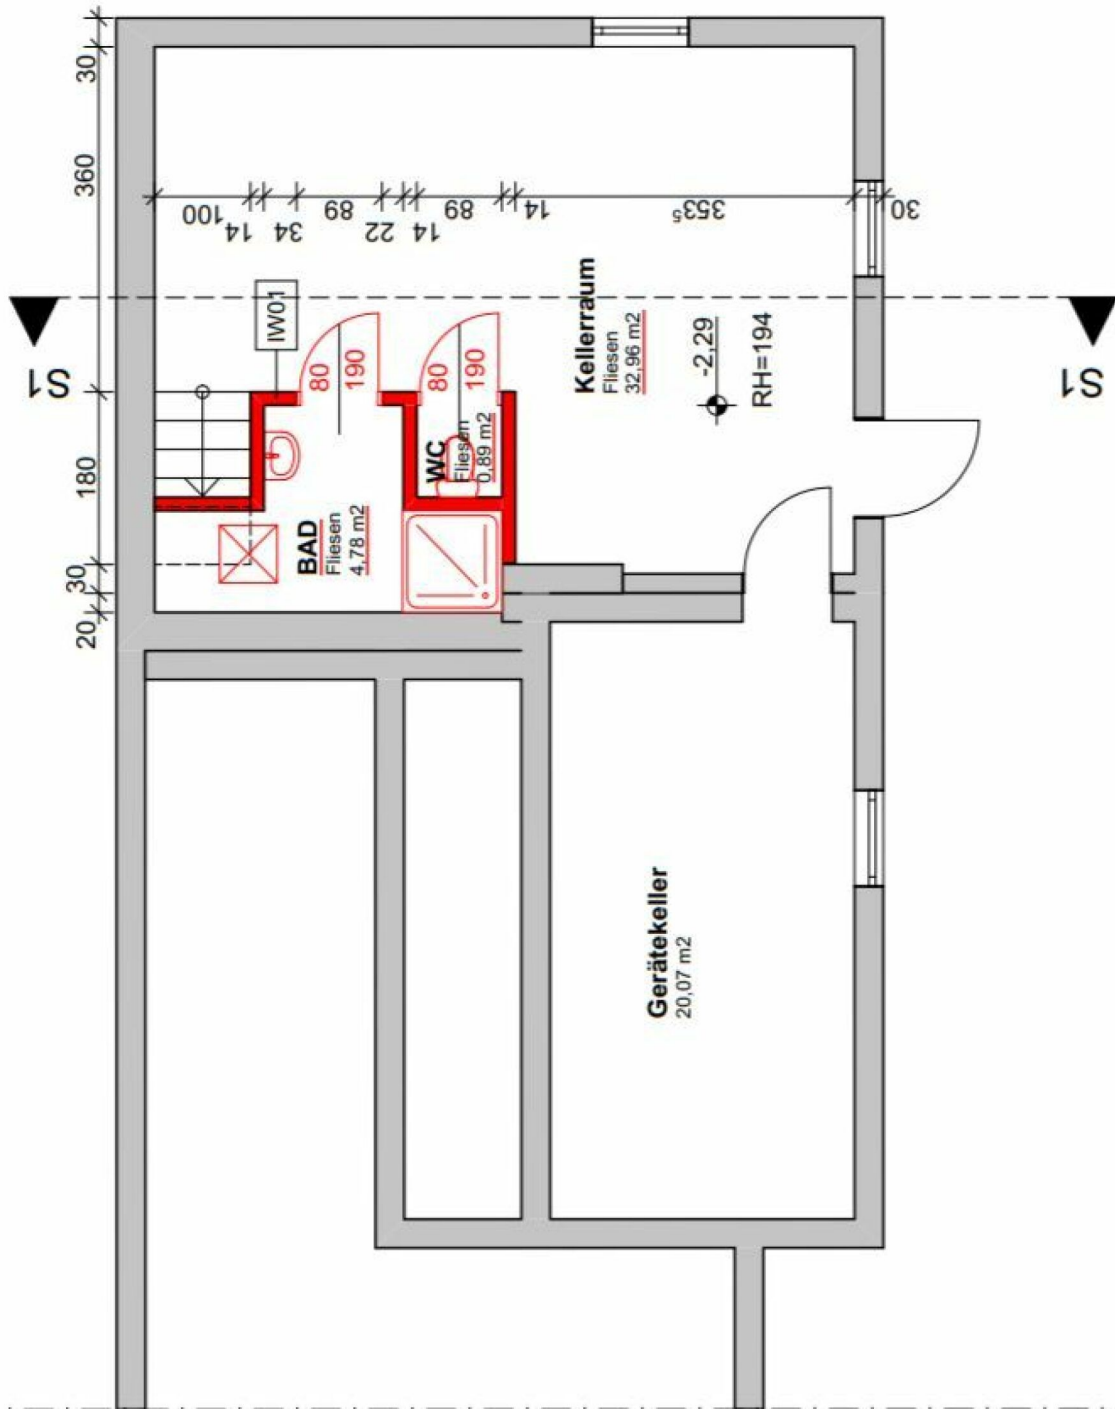 30
360
180
30
20
100
14
34
89
22
14
89
14
353⁵
30
S1
S1
IW01
80
190
80
190
Kellerraum
Fliesen
32,96 m2
-2,29
RH=194
WC
Fliesen
0,89 m2
BAD
Fliesen
4,78 m2
Gerätekeller
20,07 m2